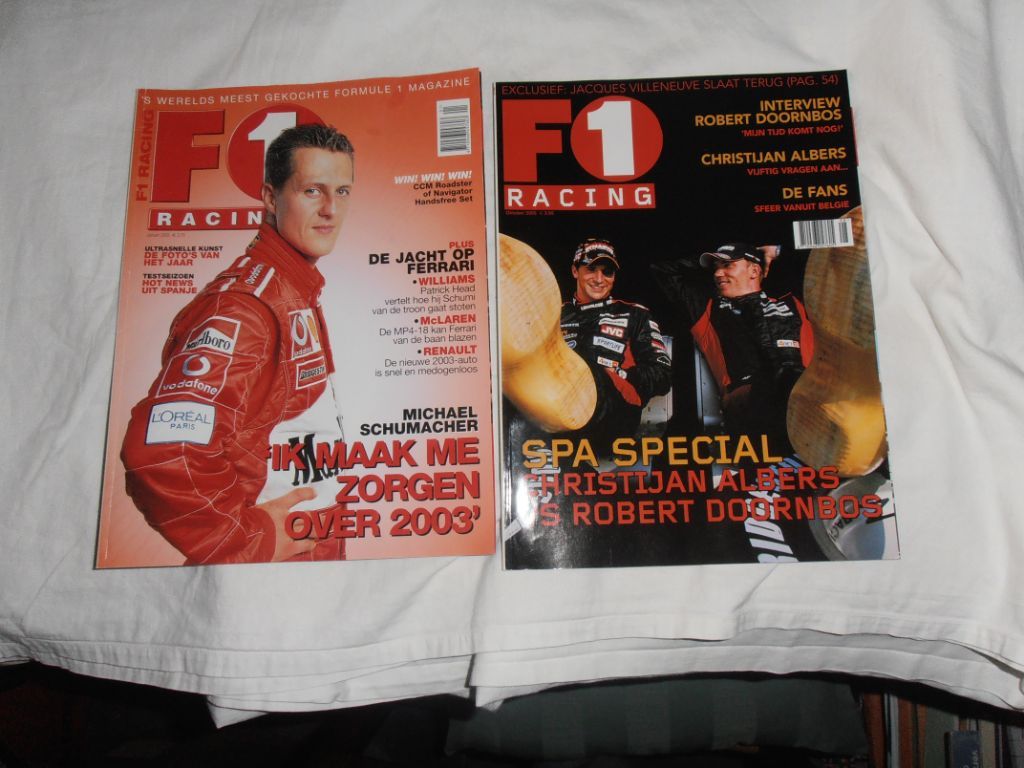 'S WERELDS MEEST GEKOCHTE FORMULE 1 MAGAZINE
F1 RACING
F1
RACING
WIN! WIN! WIN!
CCM Roadster
of Navigator
Handsfree Set
ULTRASNELLE KUNST
DE FOTO'S VAN
HET JAAR
TESTSEIZOEN
HOT NEWS
UIT SPANJE
PLUS
DE JACHT OP
FERRARI
•WILLIAMS
Patrick Head
vertelt hoe hij Schumi
van de troon gaat stoten
•McLAREN
De MP4-18 kan Ferrari
van de baan blazen
•RENAULT
De nieuwe 2003-auto
is snel en medogenloos
Marlboro
vodafone
L'ORÉAL
PARIS
MICHAEL
SCHUMACHER
'IK MAAK ME
ZORGEN
OVER 2003'
EXCLUSIEF: JACQUES VILLENEUVE SLAAT TERUG (PAG. 54)
F1
RACING
INTERVIEW
ROBERT DOORNBOS
'MIJN TIJD KOMT NOG!'
CHRISTIJAN ALBERS
VIJFTIG VRAGEN AAN...
DE FANS
SFEER VANUIT BELGIE
JVC
SPA SPECIAL
CHRISTIJAN ALBERS
VS ROBERT DOORNBOS